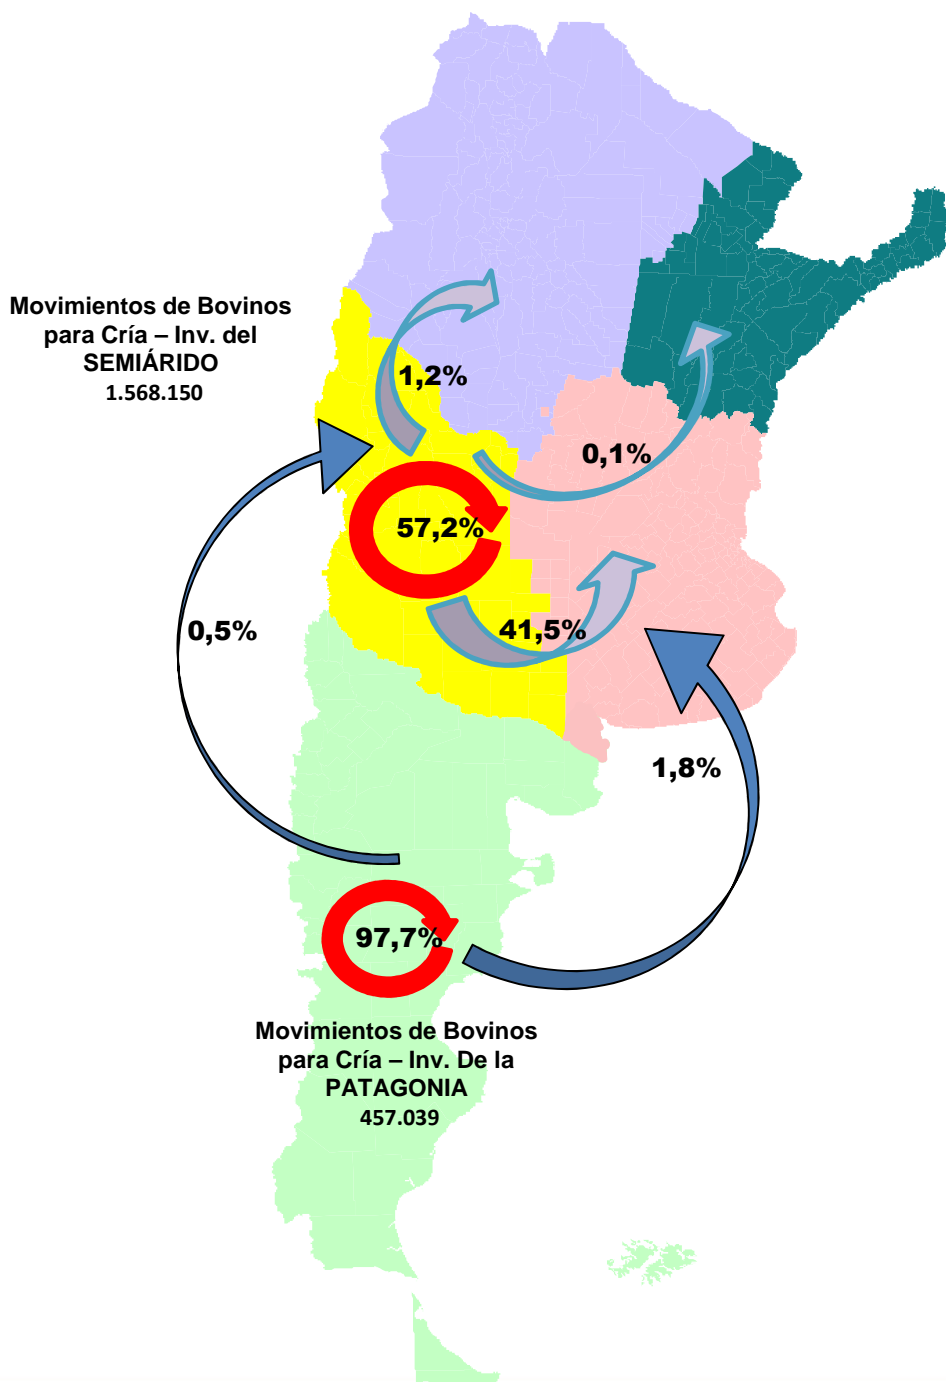 Movimientos de Bovinos
para Cría – Inv. del
SEMIÁRIDO
1.568.150
1,2%
0,1%
57,2%
41,5%
0,5%
1,8%
97,7%
Movimientos de Bovinos
para Cría – Inv. De la
PATAGONIA
457.039